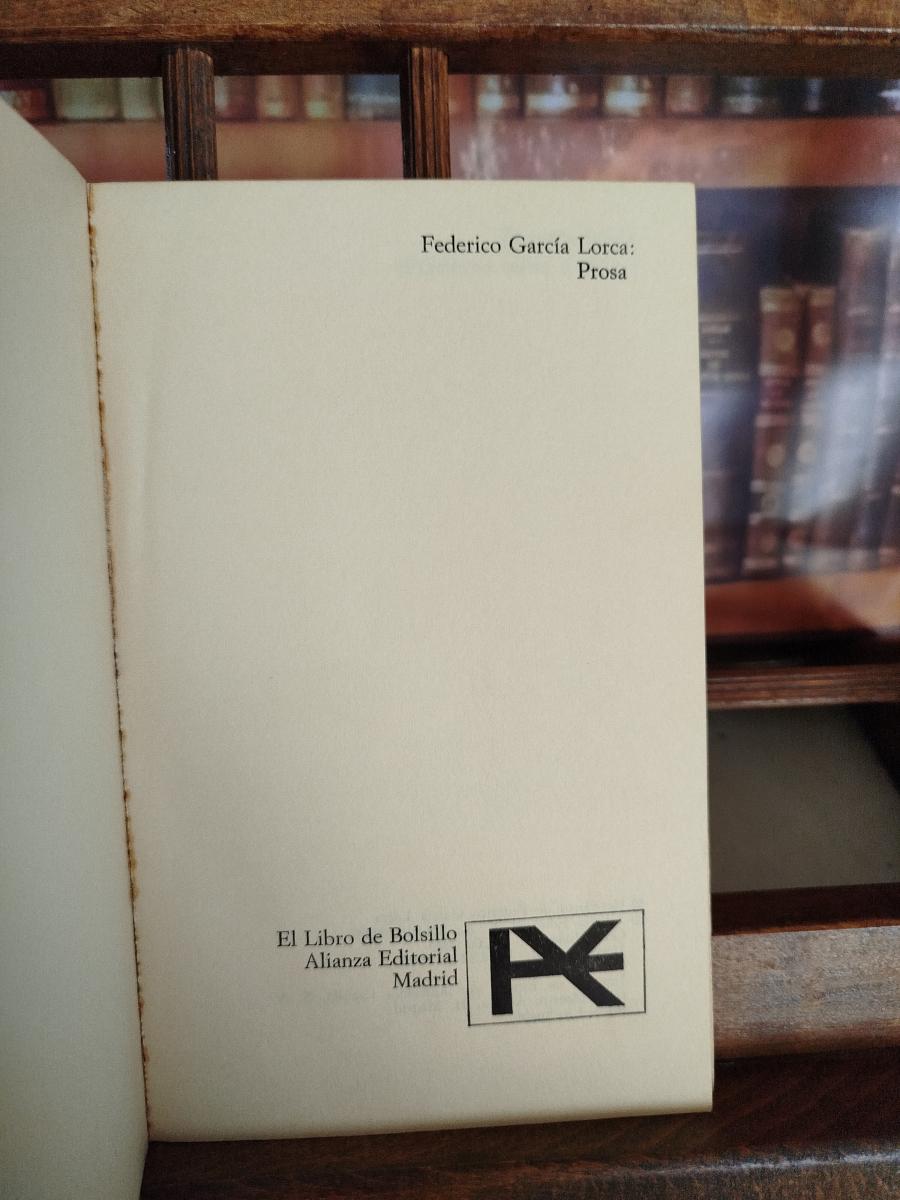 Federico García Lorca:
Prosa
El Libro de Bolsillo
Alianza Editorial
Madrid